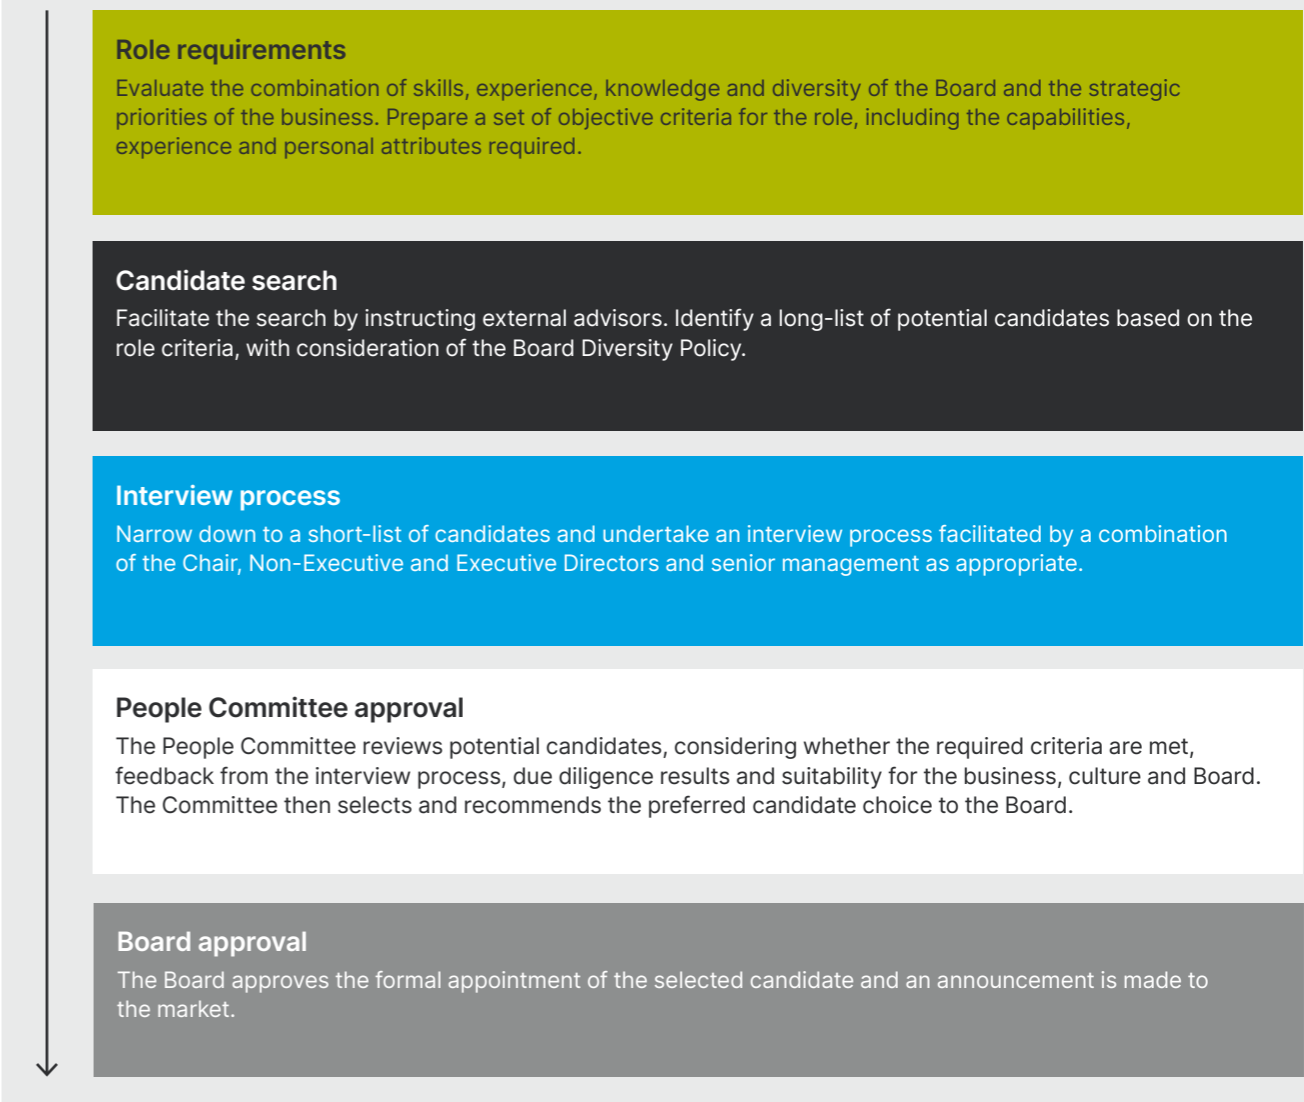 Role requirements
Evaluate the combination of skills, experience, knowledge and diversity of the Board and the strategic
priorities of the business. Prepare a set of objective criteria for the role, including the capabilities,
experience and personal attributes required.
Candidate search
Facilitate the search by instructing external advisors. Identify a long-list of potential candidates based on the
role criteria, with consideration of the Board Diversity Policy.
Interview process
Narrow down to a short-list of candidates and undertake an interview process facilitated by a combination
of the Chair, Non-Executive and Executive Directors and senior management as appropriate.
People Committee approval
The People Committee reviews potential candidates, considering whether the required criteria are met,
feedback from the interview process, due diligence results and suitability for the business, culture and Board.
The Committee then selects and recommends the preferred candidate choice to the Board.
Board approval
The Board approves the formal appointment of the selected candidate and an announcement is made to
the market.